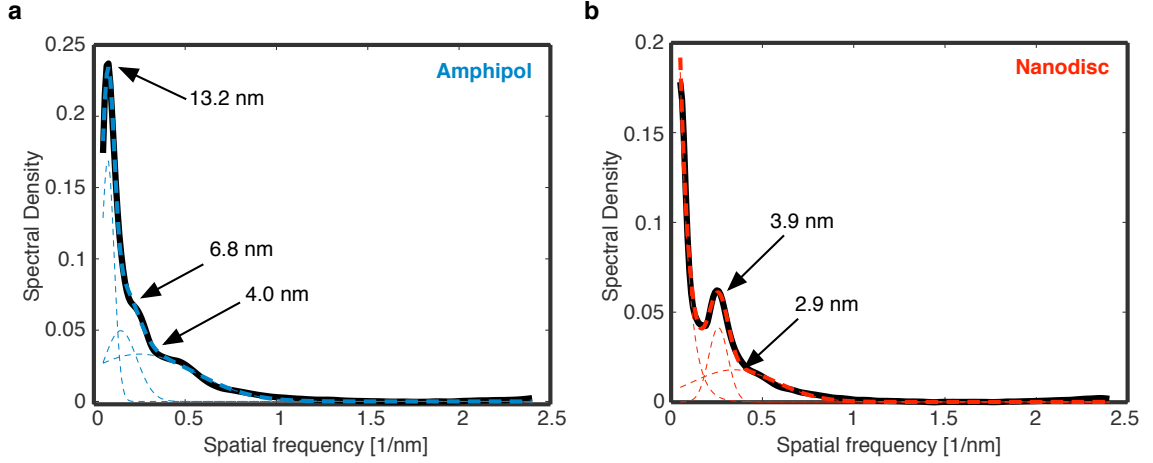 a
0.25
0.2
0.15
0.1
0.05
0
Spectral Density
Amphipol
13.2 nm
6.8 nm
4.0 nm
0 0.5 1 1.5 2 2.5
Spatial frequency [1/nm]
b
0.2
0.15
0.1
0.05
0
Spectral Density
Nanodisc
3.9 nm
2.9 nm
0 0.5 1 1.5 2 2.5
Spatial frequency [1/nm]